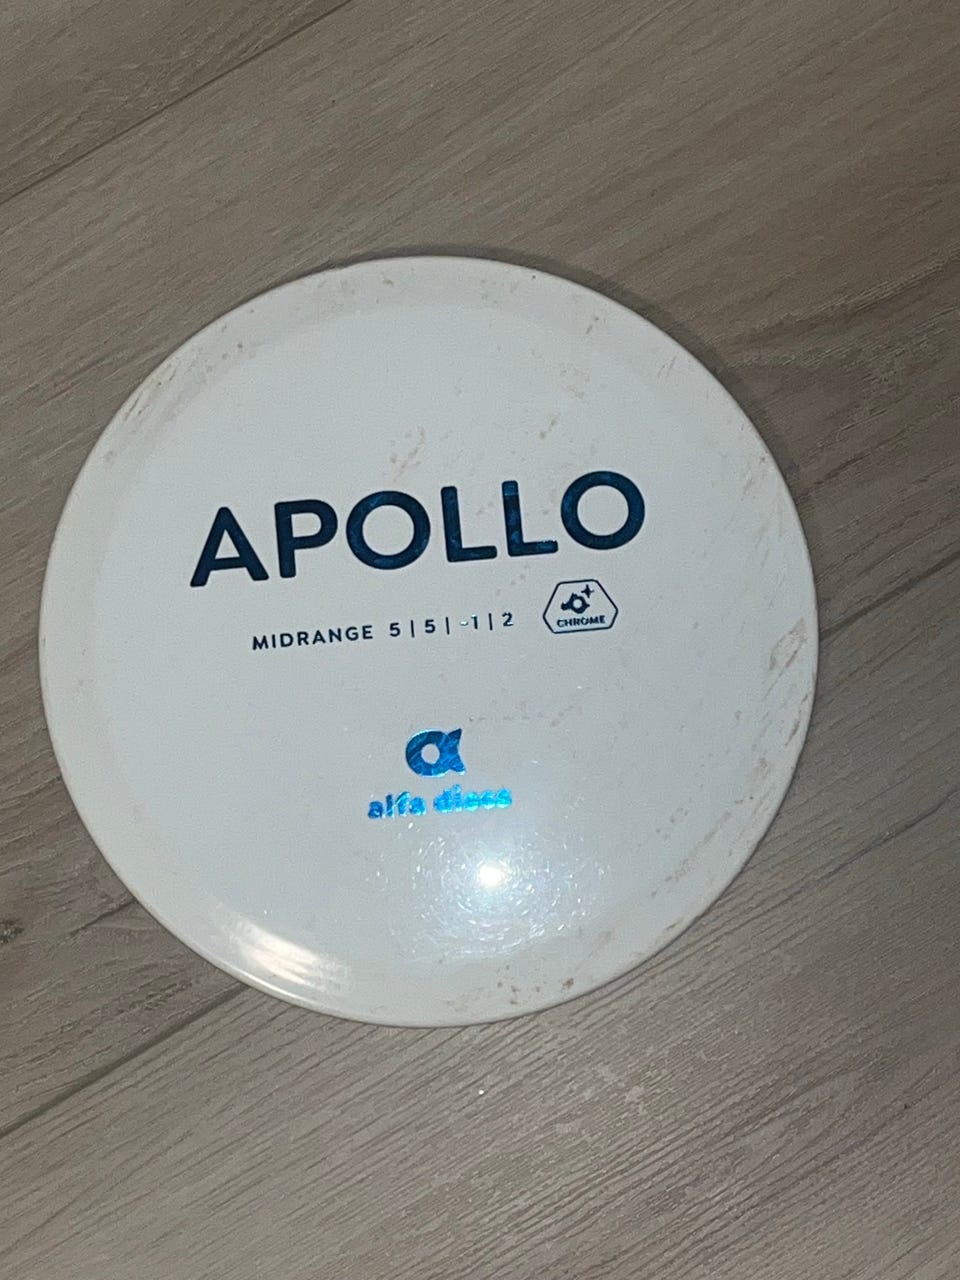 APOLLO
MIDRANGE 5 | 5 | -1 | 2
CHROME
alfa discs